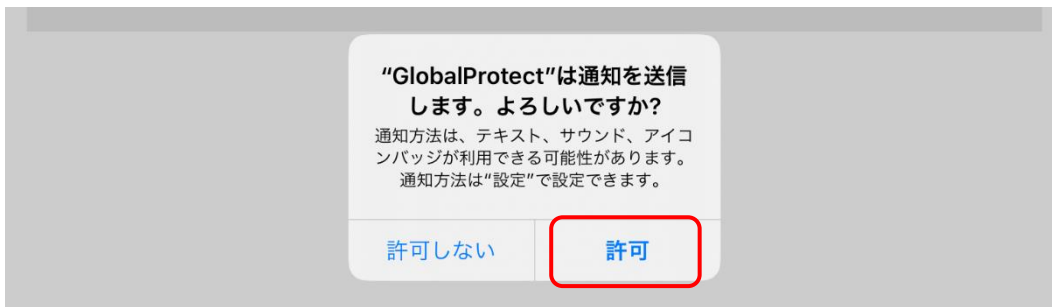 “GlobalProtect”は通知を送信
します。よろしいですか?
通知方法は、テキスト、サウンド、アイコ
ンバッジが利用できる可能性があります。
通知方法は“設定”で設定できます。
許可しない
許可